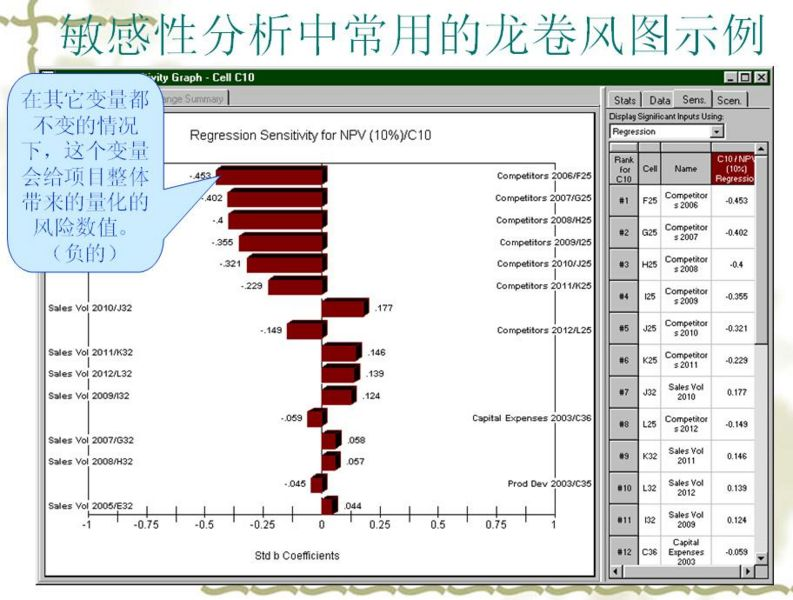 敏感性分析中常用的龙卷风图示例
ivity Graph - Cell C10
ange Summary
在其它变量都
不变的情况
下，这个变量
会给项目整体
带来的量化的
风险数值。
（负的）
Regression Sensitivity for NPV (10%)/C10
-.453 Competitors 2006/F25
.402 Competitors 2007/G25
-.4 Competitors 2008/H25
-.355 Competitors 2009/I25
-.321 Competitors 2010/J25
-.229 Competitors 2011/K25
Sales Vol 2010/J32 .177
-.149 Competitors 2012/L25
Sales Vol 2011/K32 .146
Sales Vol 2012/L32 .139
Sales Vol 2009/I32 .124
-.059 Capital Expenses 2003/C36
Sales Vol 2007/G32 .058
Sales Vol 2008/H32 .057
-.045 Prod Dev 2003/C35
Sales Vol 2005/E32 .044
-1 -0.75 -0.5 -0.25 0 0.25 0.5 0.75 1
Std b Coefficients
Stats Data Sens. Scen.
Display Significant Inputs Using:
Regression
Rank
for
C10
Cell
Name
C10 / NPV
(10%)
Regressio
#1 F25 Competitor
s 2006
-0.453
#2 G25 Competitor
s 2007
-0.402
#3 H25 Competitor
s 2008
-0.4
#4 I25 Competitor
s 2009
-0.355
#5 J25 Competitor
s 2010
-0.321
#6 K25 Competitor
s 2011
-0.229
#7 J32 Sales Vol
2010
0.177
#8 L25 Competitor
s 2012
-0.149
#9 K32 Sales Vol
2011
0.146
#10 L32 Sales Vol
2012
0.139
#11 I32 Sales Vol
2009
0.124
#12 C36 Capital
Expenses
2003
-0.059